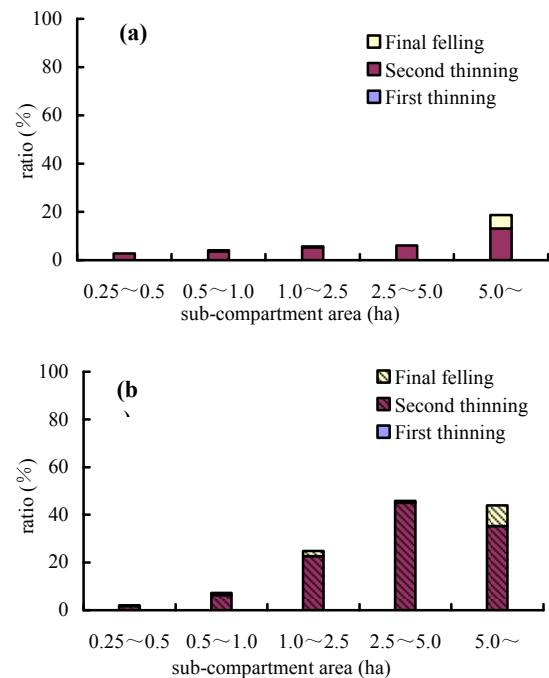 100
(a)
Final felling
80
Second thinning
First thinning
60
ratio (%)
40
20
0
0.25～0.5 0.5～1.0 1.0～2.5 2.5～5.0 5.0～
sub-compartment area (ha)
100
(b
、
Final felling
80
Second thinning
First thinning
60
ratio (%)
40
20
0
0.25～0.5 0.5～1.0 1.0～2.5 2.5～5.0 5.0～
sub-compartment area (ha)